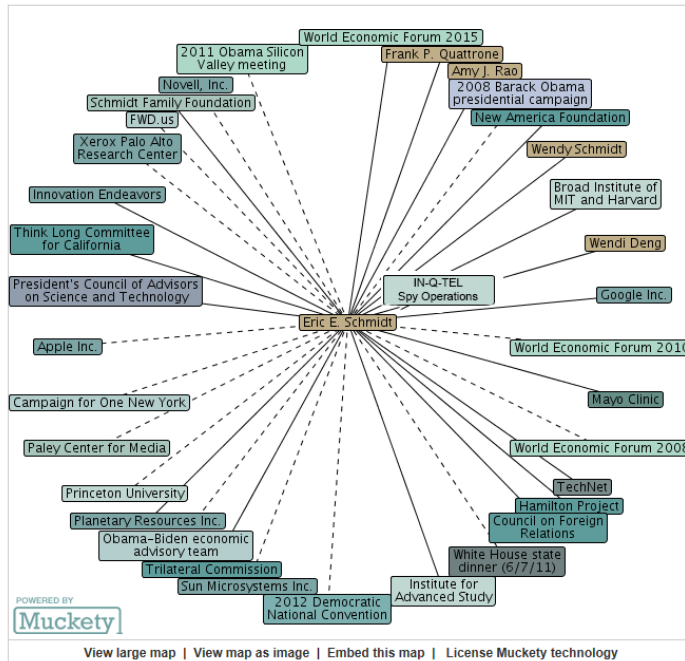 World Economic Forum 2015
2011 Obama Silicon
Valley meeting
Frank P. Quattrone
Amy J. Rao
Novell, Inc.
2008 Barack Obama
presidential campaign
Schmidt Family Foundation
FWD.us
New America Foundation
Xerox Palo Alto
Research Center
Wendy Schmidt
Innovation Endeavors
Broad Institute of
MIT and Harvard
Think Long Committee
for California
Wendi Deng
President's Council of Advisors
on Science and Technology
IN-Q-TEL
Spy Operations
Google Inc.
Eric E. Schmidt
Apple Inc.
World Economic Forum 2010
Campaign for One New York
Mayo Clinic
Paley Center for Media
World Economic Forum 2008
Princeton University
TechNet
Hamilton Project
Planetary Resources Inc.
Council on Foreign
Relations
Obama-Biden economic
advisory team
White House state
dinner (6/7/11)
Trilateral Commission
Sun Microsystems Inc.
Institute for
Advanced Study
2012 Democratic
National Convention
POWERED BY
Muckety
View large map | View map as image | Embed this map | License Muckety technology